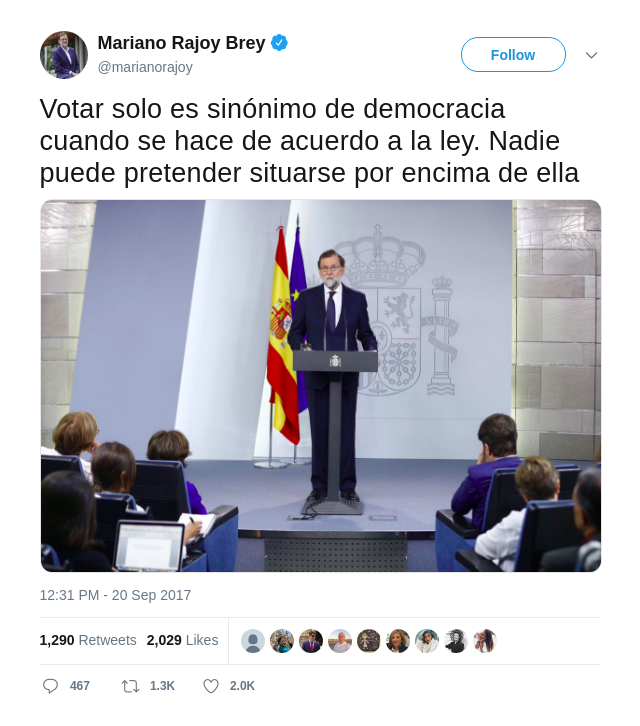 Mariano Rajoy Brey
@marianorajoy
Follow
Votar solo es sinónimo de democracia
cuando se hace de acuerdo a la ley. Nadie
puede pretender situarse por encima de ella
12:31 PM - 20 Sep 2017
1,290 Retweets 2,029 Likes
467 1.3K 2.0K